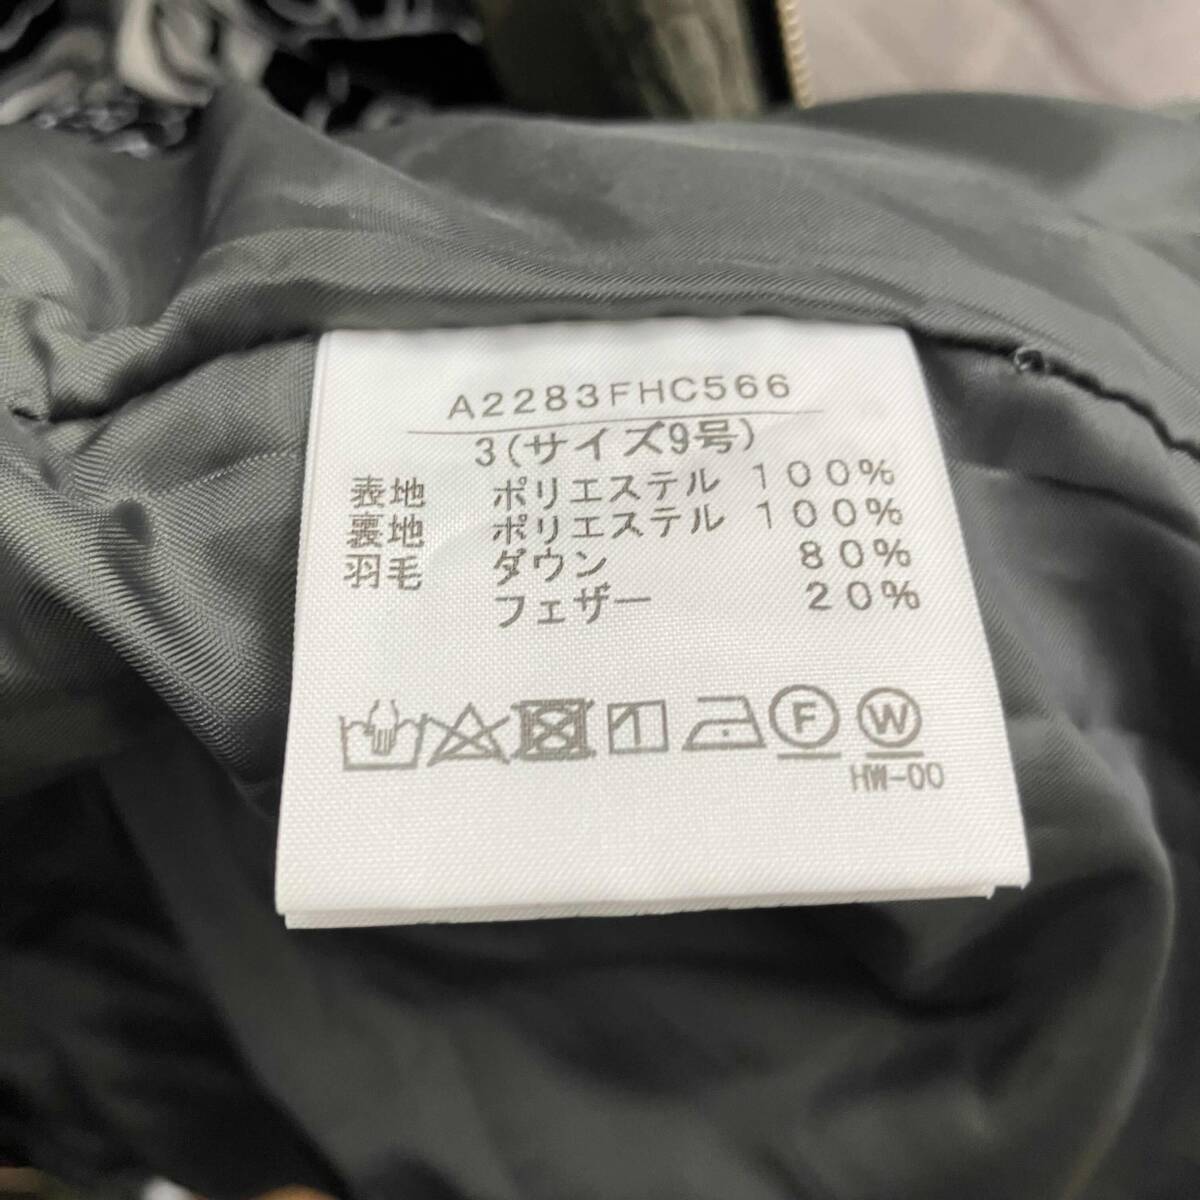 A2283FHC566
3(サイズ9号)
表地 ポリエステル 100%
裏地 ポリエステル 100%
羽毛 ダウン 80%
フェザー 20%
F W
HW-00